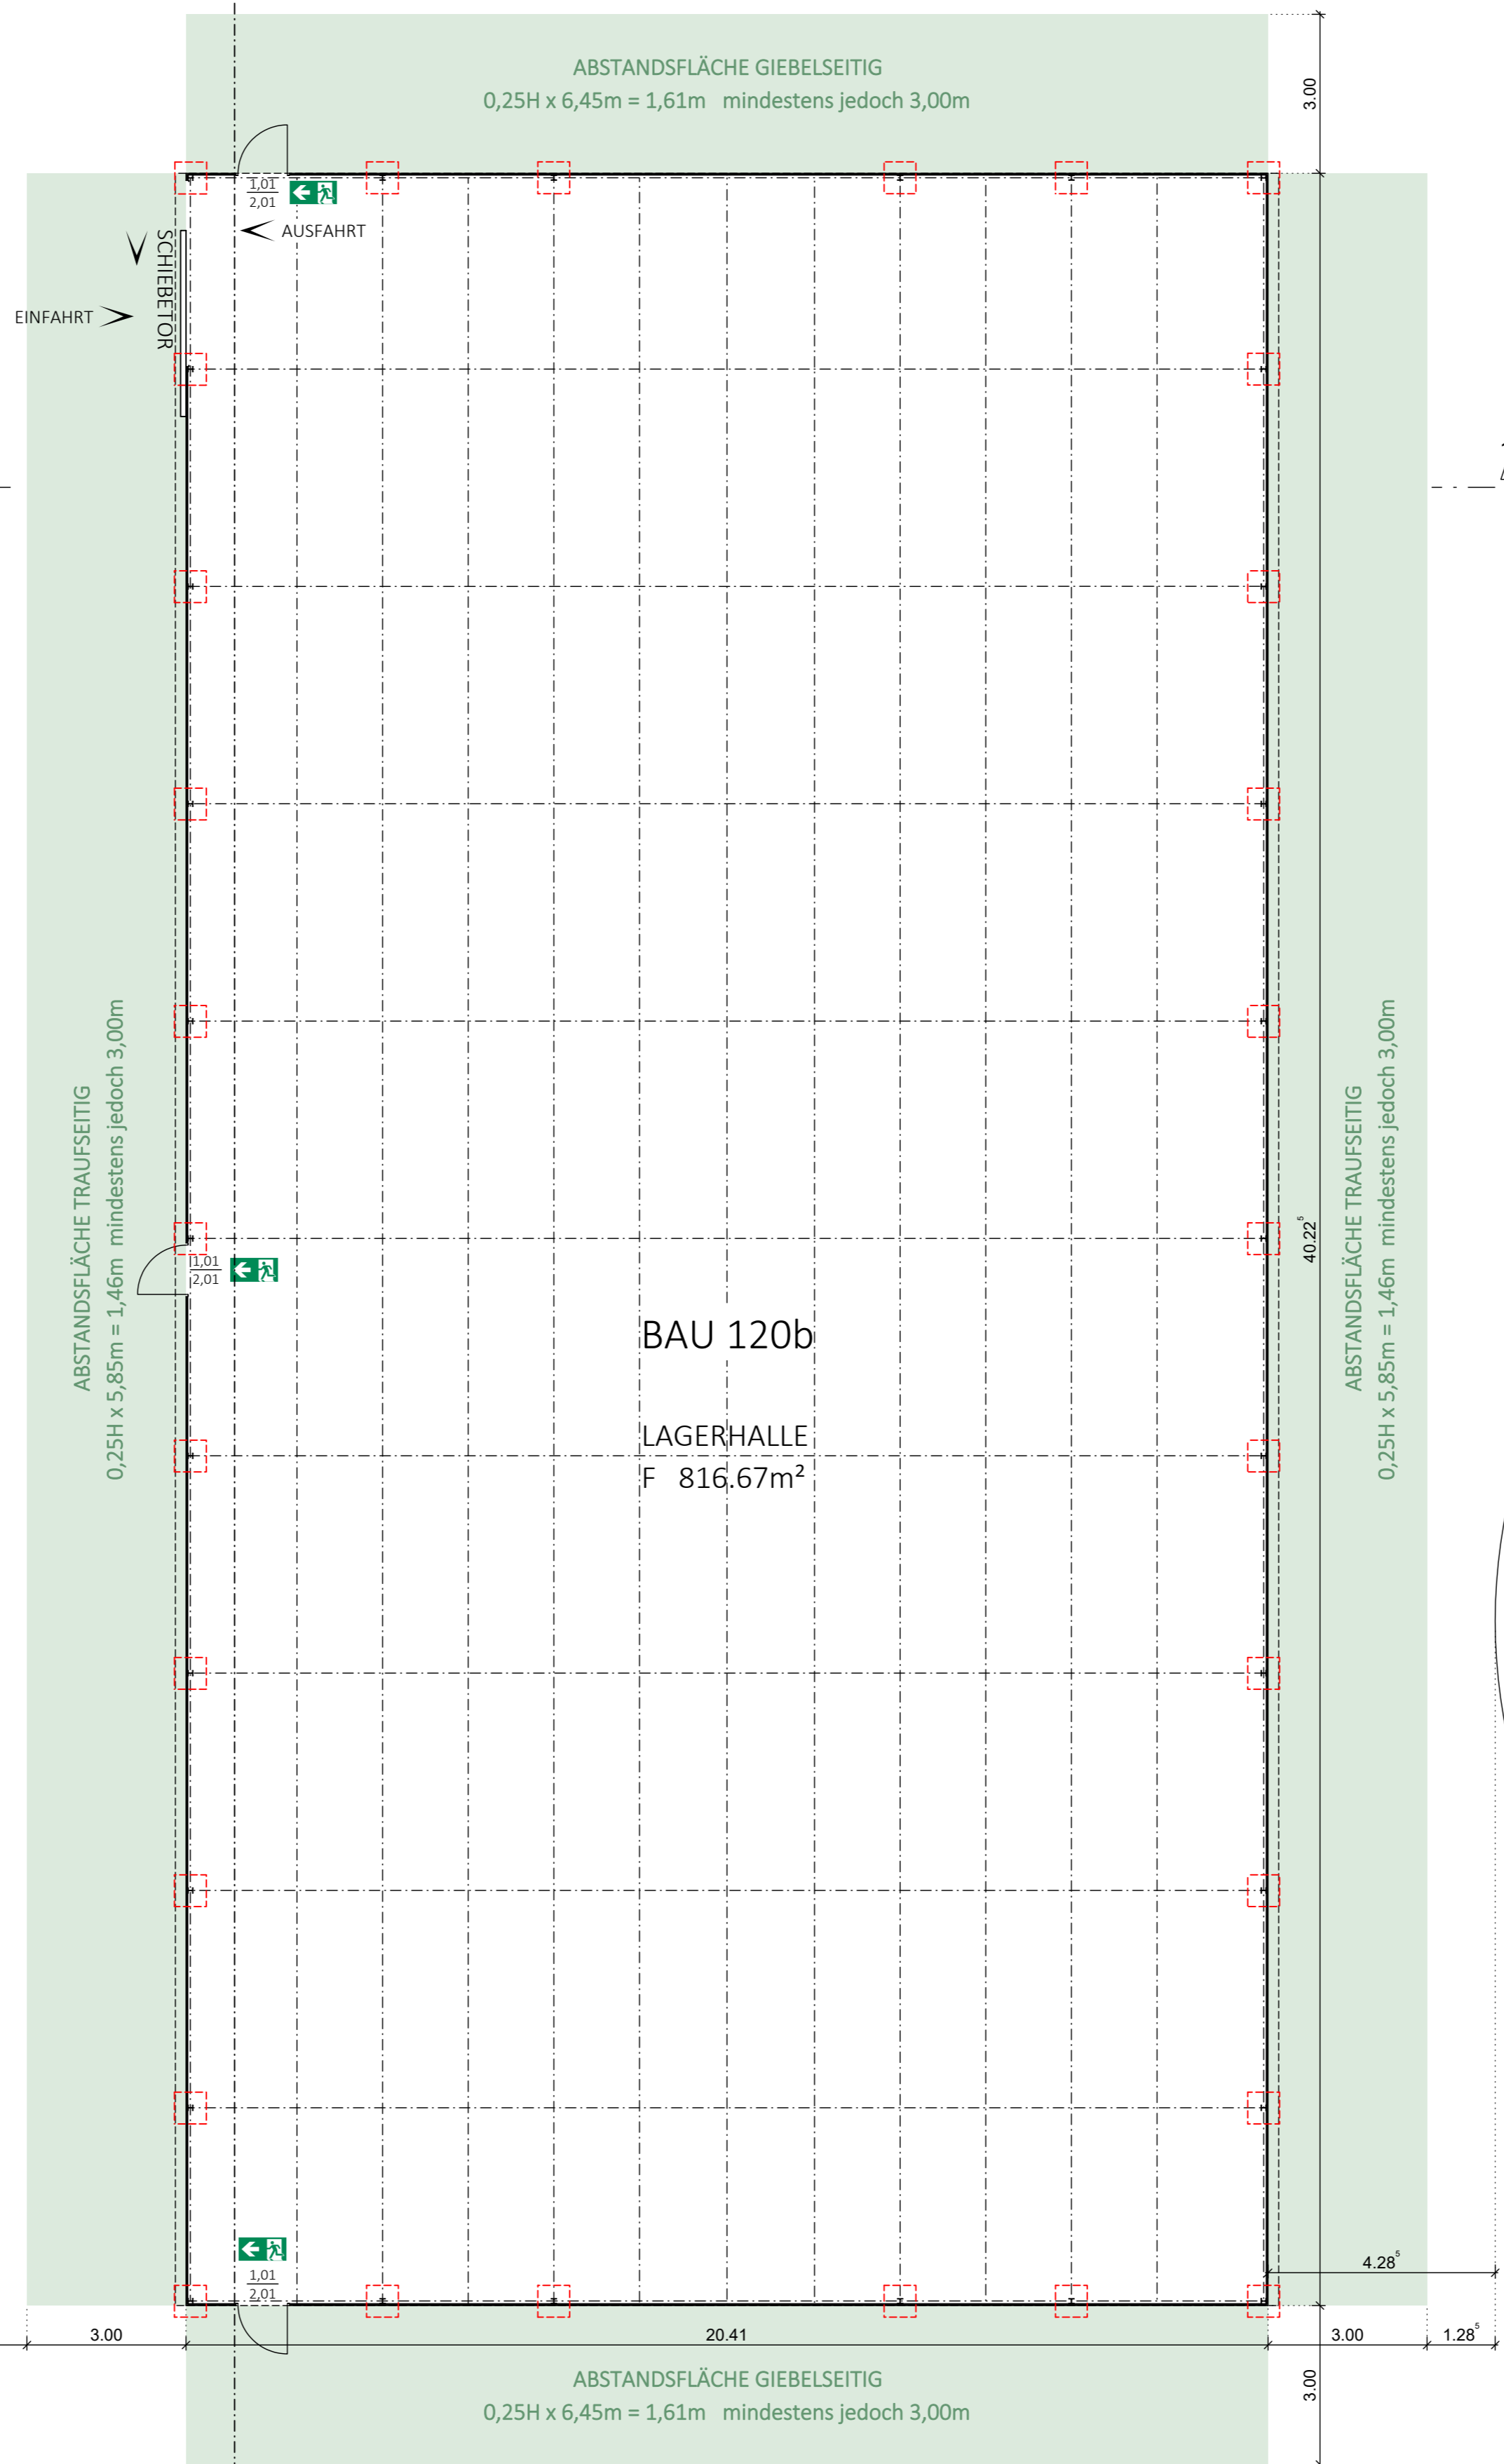 ABSTANDSFLÄCHE GIEBELSEITIG
0,25H x 6,45m = 1,61m mindestens jedoch 3,00m
3.00
1,01
2,01
AUSFAHRT
SCHIEBETOR
EINFAHRT
ABSTANDSFLÄCHE TRAUFSEITIG
0,25H x 5,85m = 1,46m mindestens jedoch 3,00m
1,01
2,01
BAU 120b
LAGERHALLE
F 816.67m²
40.22⁵
ABSTANDSFLÄCHE TRAUFSEITIG
0,25H x 5,85m = 1,46m mindestens jedoch 3,00m
1,01
2,01
4.28⁵
3.00
20.41
3.00
1.28⁵
ABSTANDSFLÄCHE GIEBELSEITIG
0,25H x 6,45m = 1,61m mindestens jedoch 3,00m
3.00